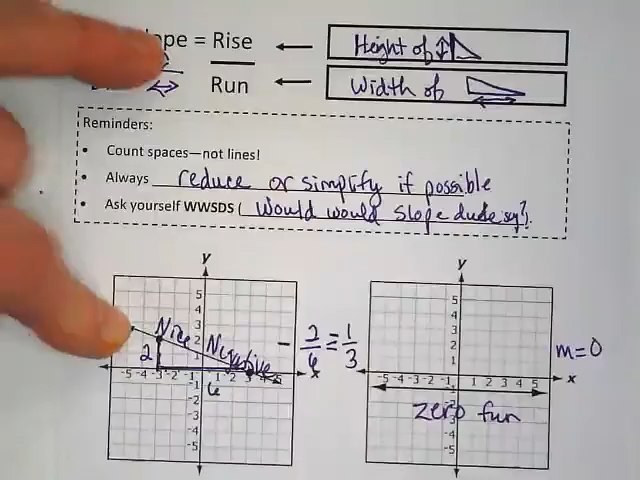 ope = Rise
Height of
Run
Width of
Reminders:
• Count spaces—not lines!
• Always reduce or simplify if possible
• Ask yourself WWSDS ( Would would slope dude say?).
y
5
4
3
2
1
-5 -4 -3 -2 -1
1 2 3 4 5
x
-1
-2
-3
-4
-5
Nice Negative
2
6
- 2/6 = 1/3
y
5
4
3
2
1
-5 -4 -3 -2 -1
1 2 3 4 5
x
-3
-4
-5
zero fun
m=0